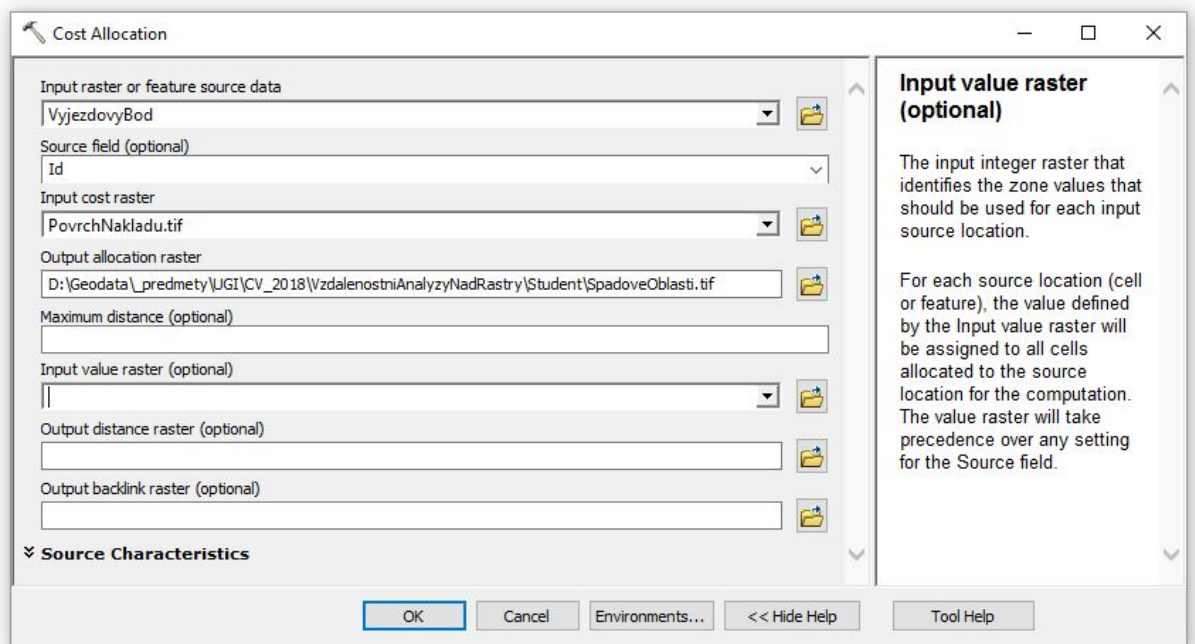 Cost Allocation
Input raster or feature source data
VyjezdovyBod
Source field (optional)
Id
Input cost raster
PovrchNakladu.tif
Output allocation raster
D:\Geodata\_predmety\UGI\CV_2018\VzdalenostniAnalyzyNadRastry\Student\SpadoveOblasti.tif
Maximum distance (optional)
Input value raster (optional)
Output distance raster (optional)
Output backlink raster (optional)
Source Characteristics
Input value raster
(optional)
The input integer raster that
identifies the zone values that
should be used for each input
source location.
For each source location (cell
or feature), the value defined
by the Input value raster will
be assigned to all cells
allocated to the source
location for the computation.
The value raster will take
precedence over any setting
for the Source field.
OK
Cancel
Environments...
<< Hide Help
Tool Help